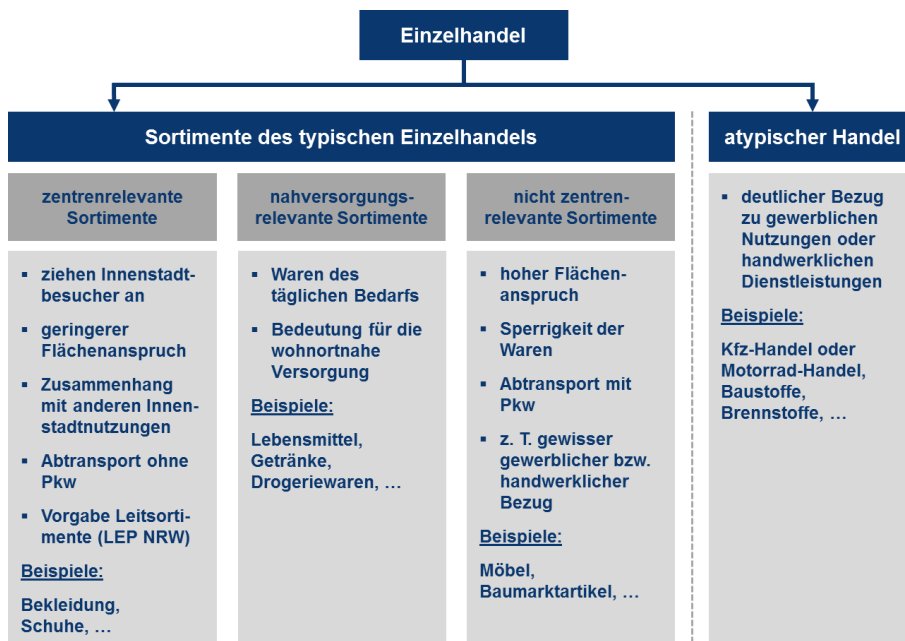 Einzelhandel
Sortimente des typischen Einzelhandels
atypischer Handel
zentrenrelevante
Sortimente
▪ ziehen Innenstadt-
besucher an
▪ geringerer
Flächenanspruch
▪ Zusammenhang
mit anderen Innen-
stadtnutzungen
▪ Abtransport ohne
Pkw
▪ Vorgabe Leitsorti-
mente (LEP NRW)
Beispiele:
Bekleidung,
Schuhe, …
nahversorgungs-
relevante Sortimente
▪ Waren des
täglichen Bedarfs
▪ Bedeutung für die
wohnortnahe
Versorgung
Beispiele:
Lebensmittel,
Getränke,
Drogeriewaren, …
nicht zentren-
relevante Sortimente
▪ hoher Flächen-
anspruch
▪ Sperrigkeit der
Waren
▪ Abtransport mit
Pkw
▪ z. T. gewisser
gewerblicher bzw.
handwerklicher
Bezug
Beispiele:
Möbel,
Baumarktartikel, …
▪ deutlicher Bezug
zu gewerblichen
Nutzungen oder
handwerklichen
Dienstleistungen
Beispiele:
Kfz-Handel oder
Motorrad-Handel,
Baustoffe,
Brennstoffe, …